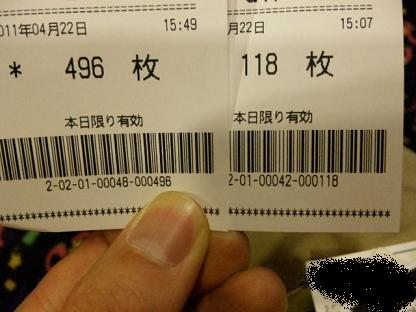 011年04月22日 15:49
* 496 枚
本日限り有効
2-02-01-00048-000496
月22日 15:07
118 枚
本日限り有効
2-01-00042-000118